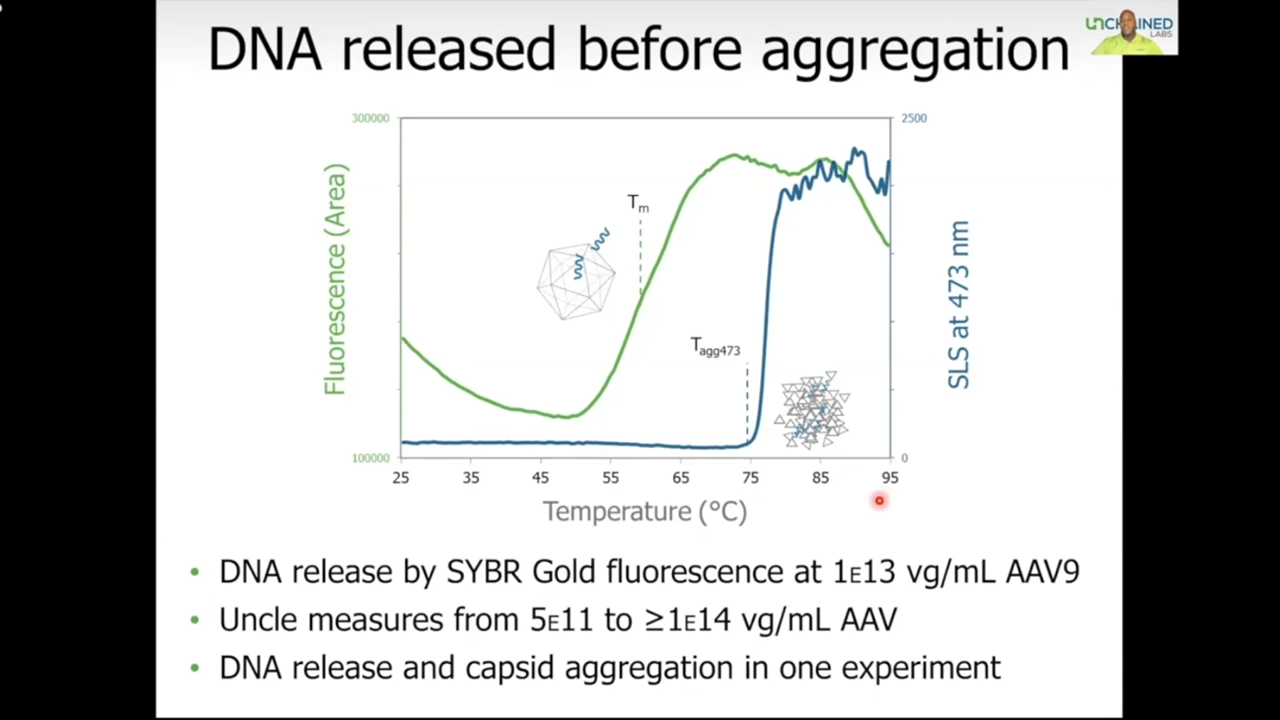 DNA released before aggregation
UNCHAINED
LABS
300000
2500
Fluorescence (Area)
Tm
Tagg473
SLS at 473 nm
100000
0
25 35 45 55 65 75 85 95
Temperature (°C)
• DNA release by SYBR Gold fluorescence at 1E13 vg/mL AAV9
• Uncle measures from 5E11 to ≥1E14 vg/mL AAV
• DNA release and capsid aggregation in one experiment